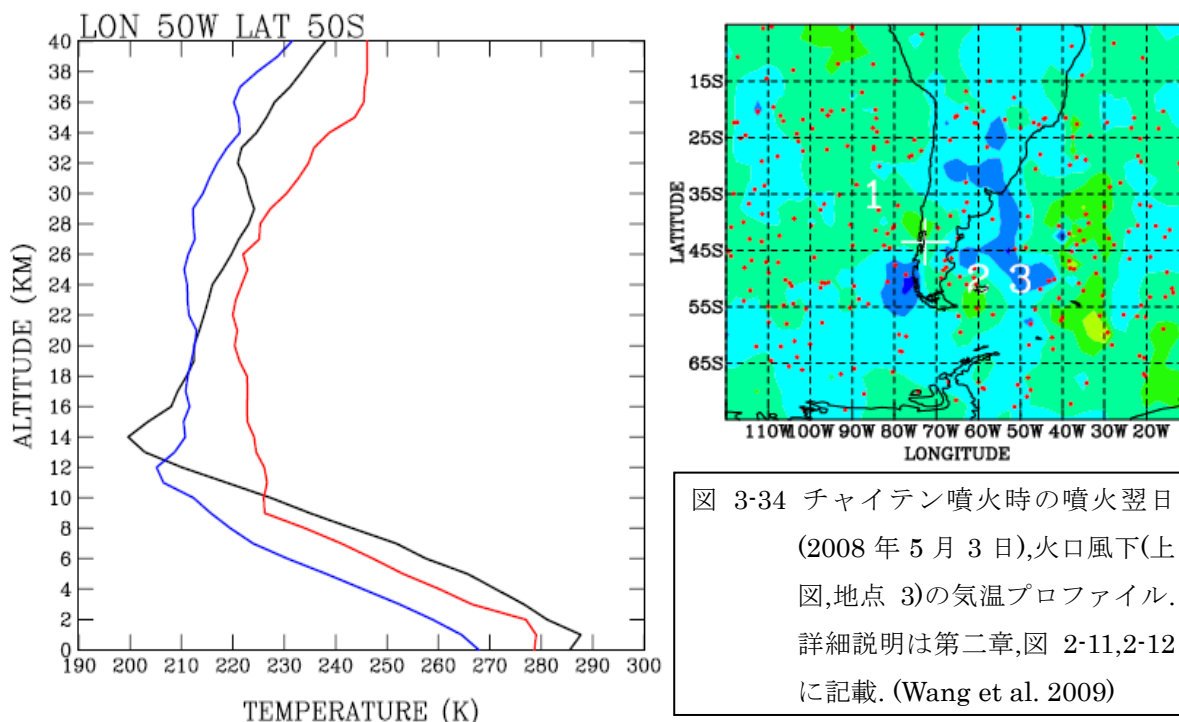 LON 50W LAT 50S
40
38
36
34
32
30
28
26
24
22
20
18
16
14
12
10
8
6
4
2
0
ALTITUDE (KM)
190 200 210 220 230 240 250 260 270 280 290 300
TEMPERATURE (K)
15S
25S
35S
45S
55S
65S
LATITUDE
1
2
3
110W 100W 90W 80W 70W 60W 50W 40W 30W 20W
LONGITUDE
図 3-34 チャイテン噴火時の噴火翌日
(2008 年 5 月 3 日),火口風下(上
図,地点 3)の気温プロファイル.
詳細説明は第二章,図 2-11,2-12
に記載. (Wang et al. 2009)